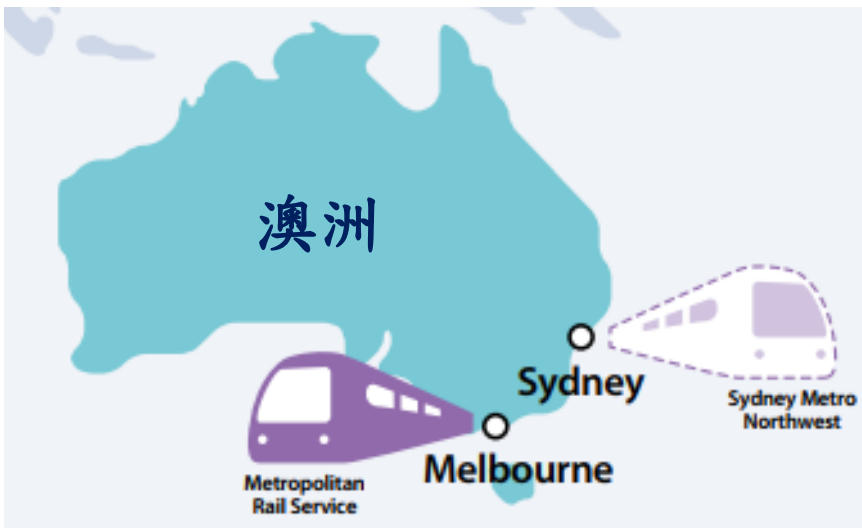 澳洲
Sydney
Sydney Metro
Northwest
Melbourne
Metropolitan
Rail Service